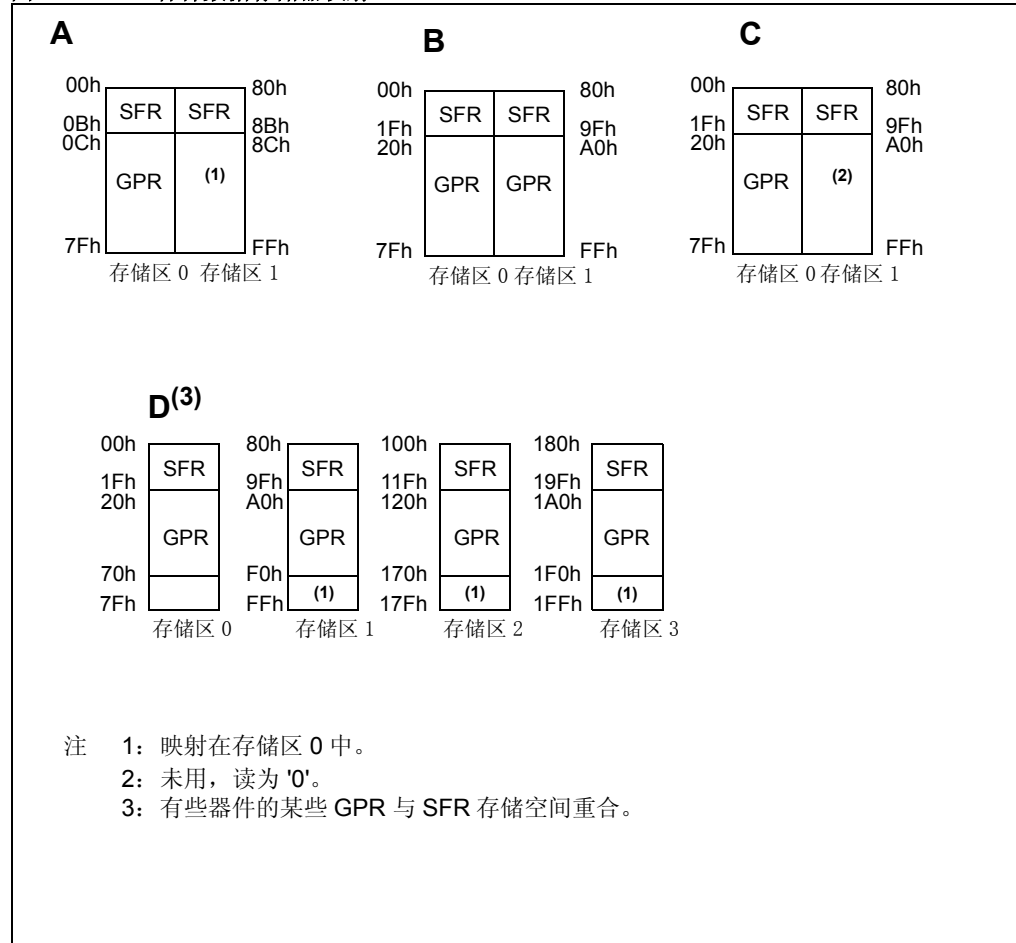 A
B
C
00h
80h
00h
80h
00h
80h
SFR SFR
SFR SFR
SFR SFR
0Bh
8Bh
1Fh
9Fh
1Fh
9Fh
0Ch
8Ch
20h
A0h
20h
A0h
GPR (1)
GPR GPR
GPR (2)
7Fh
FFh
7Fh
FFh
7Fh
FFh
存储区 0 存储区 1
存储区 0 存储区 1
存储区 0 存储区 1
D(3)
00h
80h
100h
180h
SFR
SFR
SFR
SFR
1Fh
9Fh
11Fh
19Fh
20h
A0h
120h
1A0h
GPR
GPR
GPR
GPR
70h
F0h
170h
1F0h
(1)
(1)
(1)
7Fh
FFh
17Fh
1FFh
存储区 0
存储区 1
存储区 2
存储区 3
注 1：映射在存储区 0 中。
2：未用，读为 '0'。
3：有些器件的某些 GPR 与 SFR 存储空间重合。